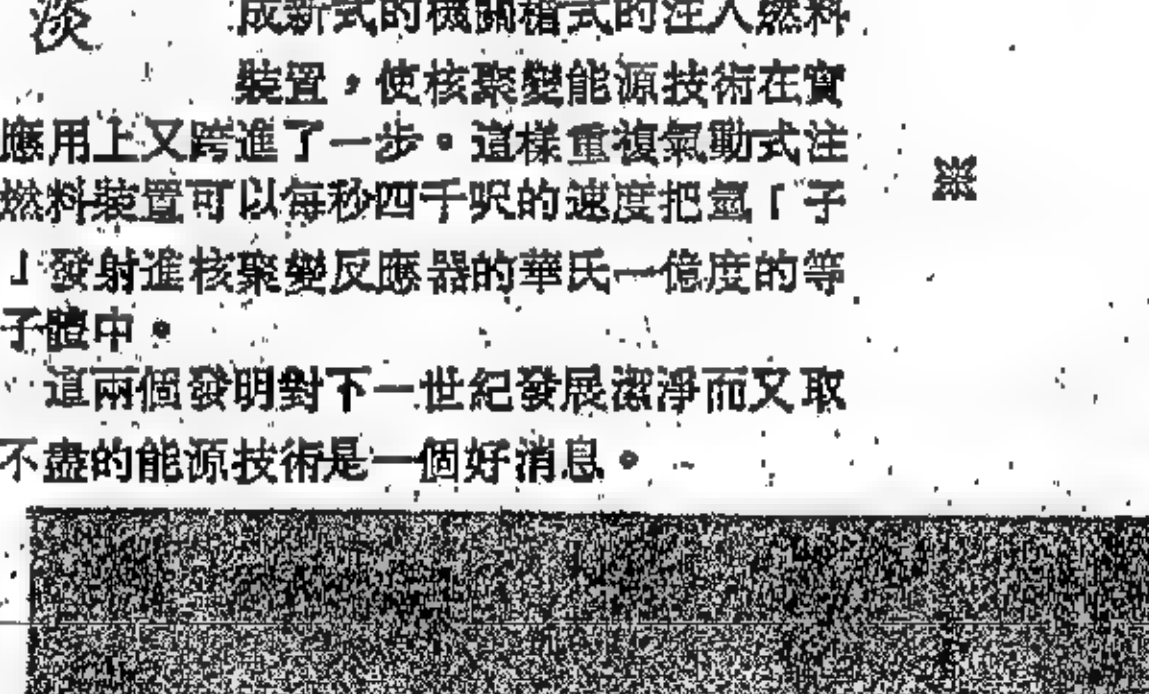 淡
成新式的機關槍式的注入燃料
裝置，使核聚變能源技術在實
應用上又跨進了一步。這樣重複氣動式注
燃料裝置可以每秒四千呎的速度把氫「子
」發射進核聚變反應器的華氏一億度的等
子體中。
這兩個發明對下一世紀發展潔淨而又取
不盡的能源技術是一個好消息。
※